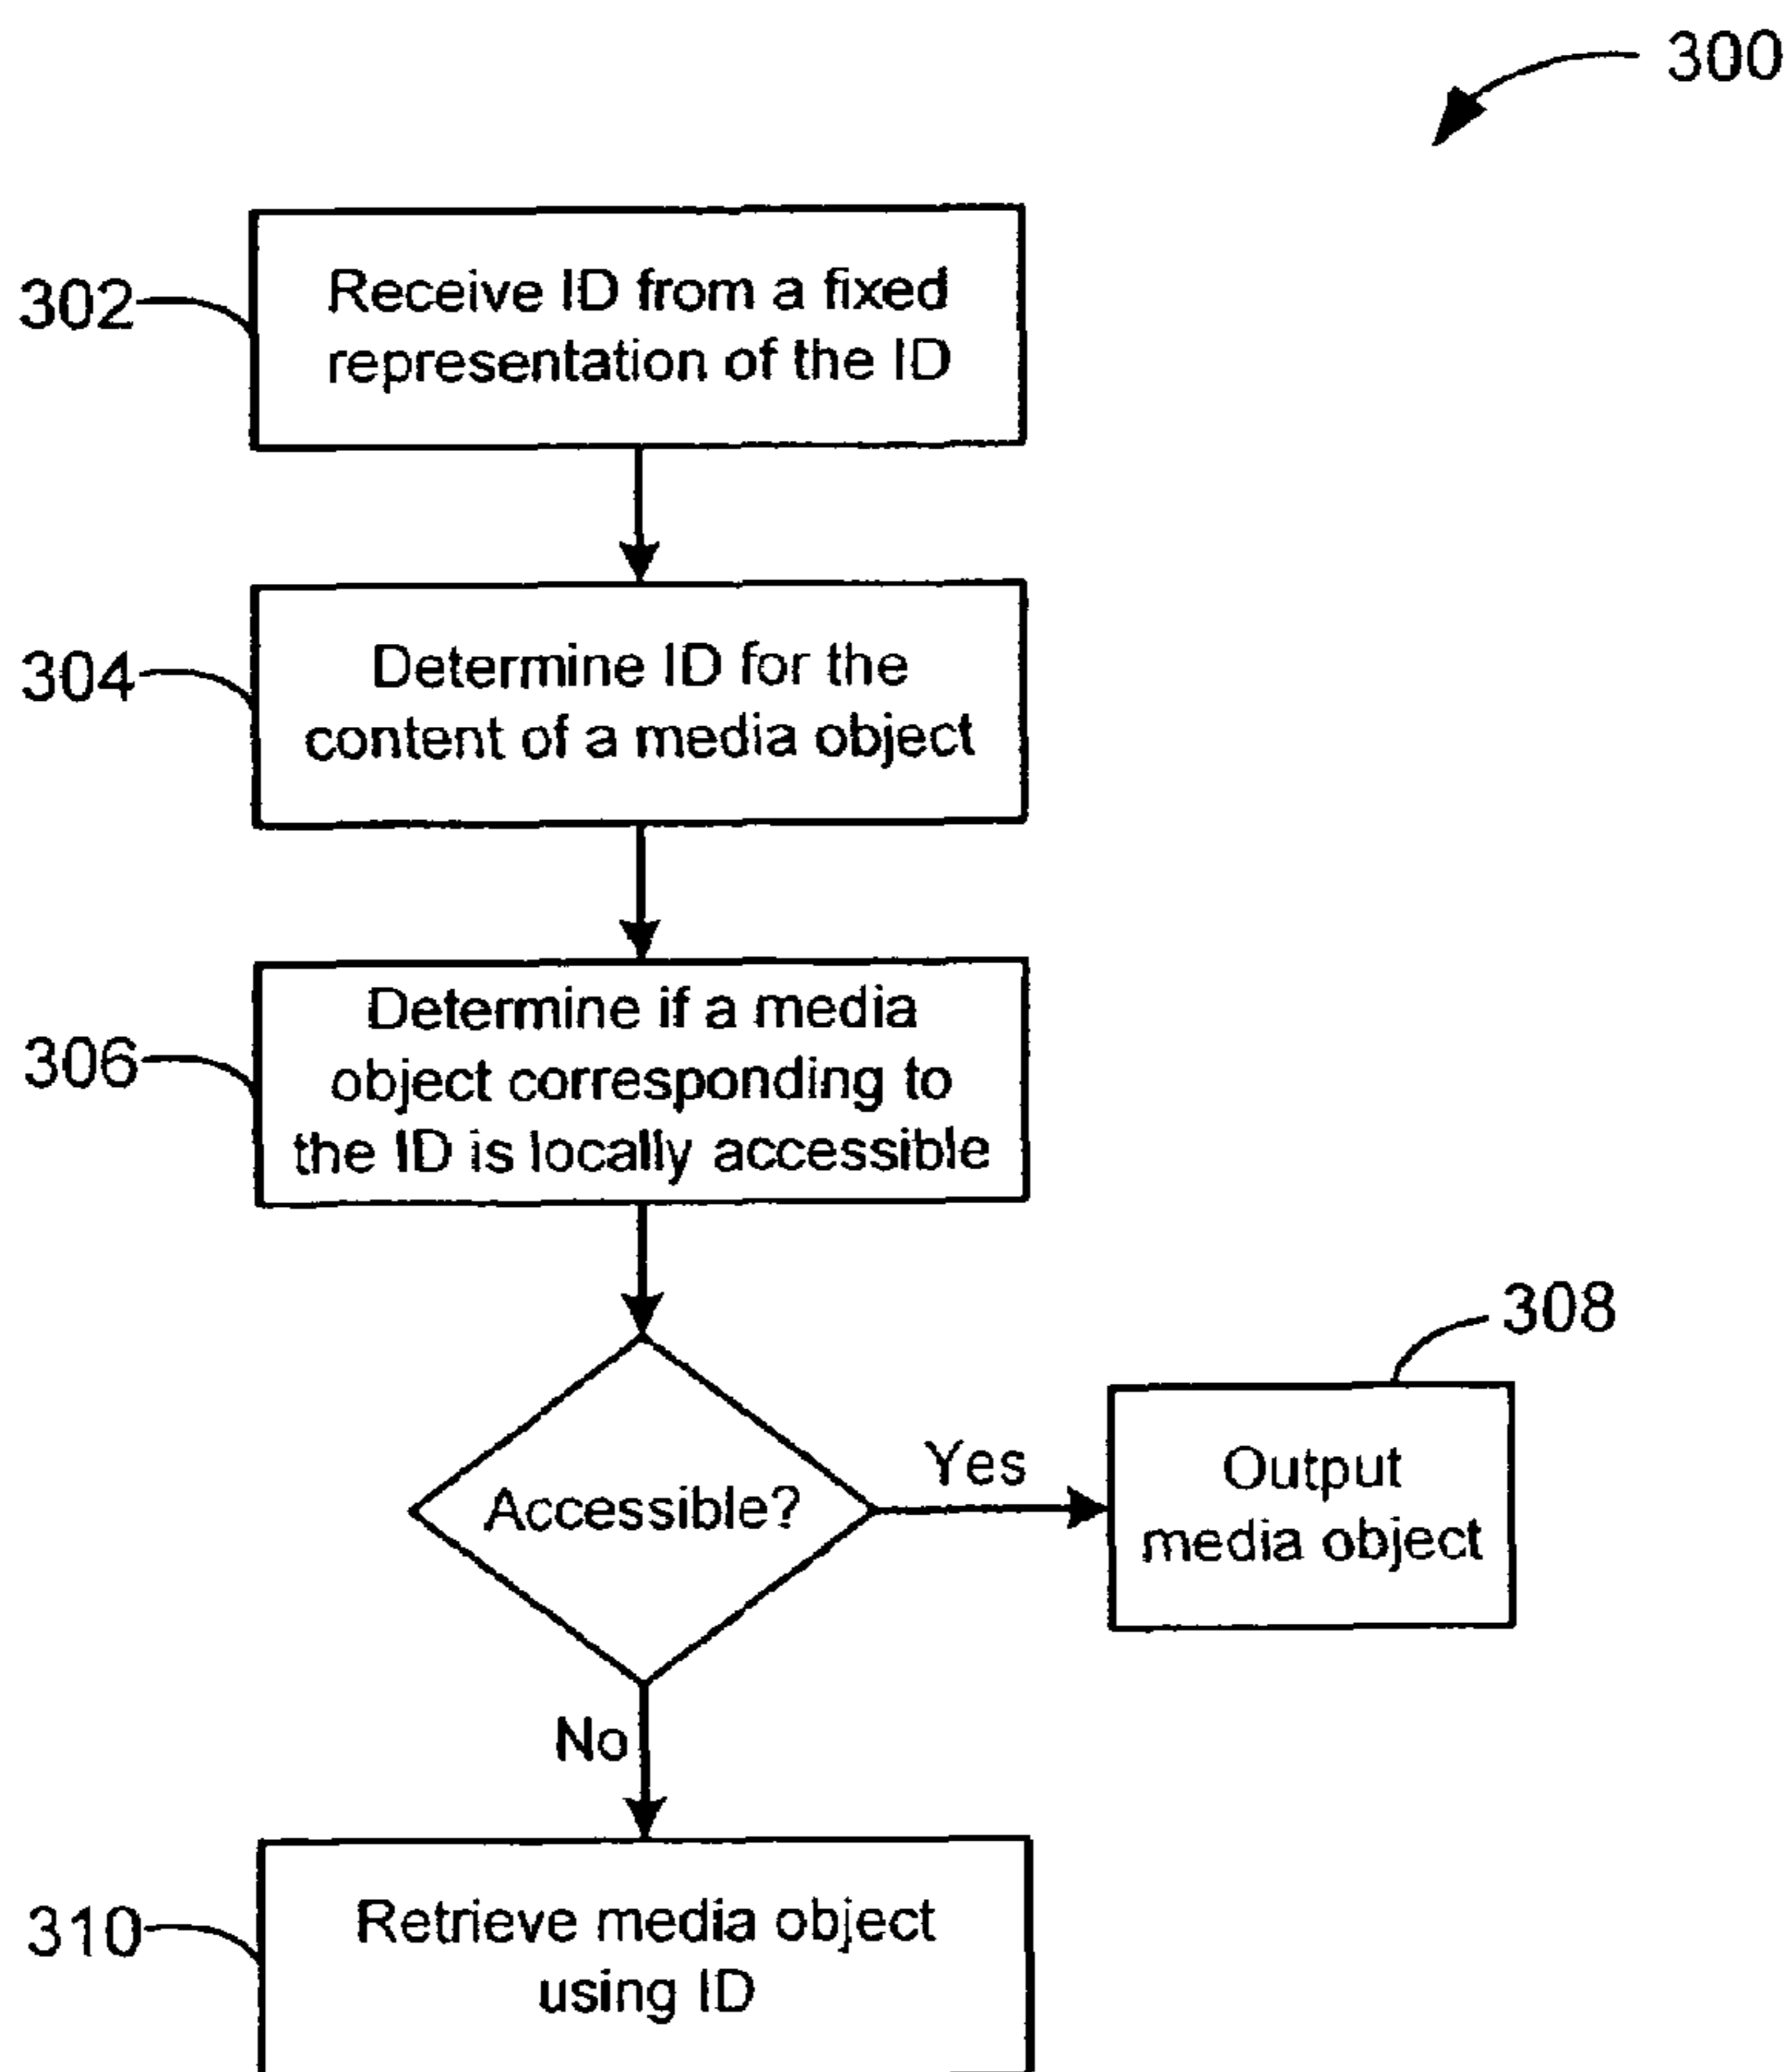 300
302
Receive ID from a fixed
representation of the ID
304
Determine ID for the
content of a media object
306
Determine if a media
object corresponding to
the ID is locally accessible
308
Accessible?
Yes
Output
media object
No
310
Retrieve media object
using ID